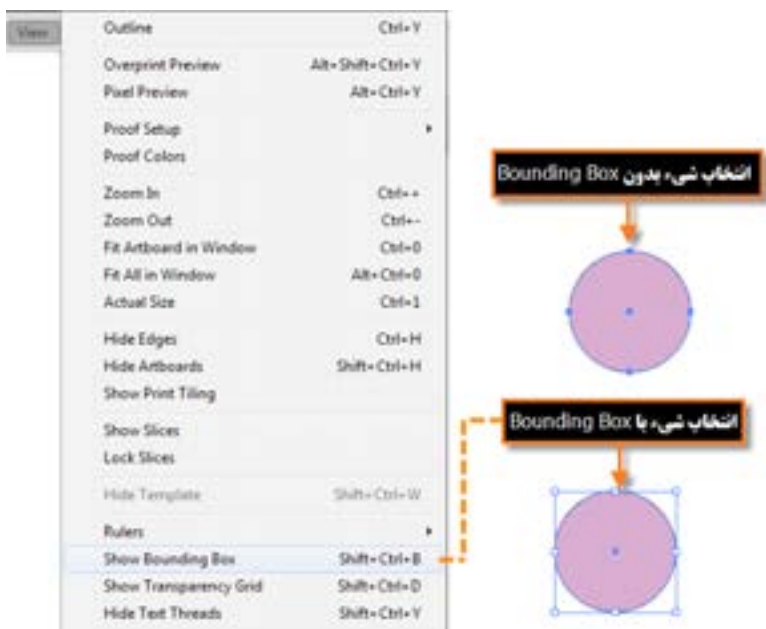 View
Outline Ctrl+Y
Overprint Preview Alt+Shift+Ctrl+Y
Pixel Preview Alt+Ctrl+Y
Proof Setup
Proof Colors
Zoom In Ctrl++
Zoom Out Ctrl+-
Fit Artboard in Window Ctrl+0
Fit All in Window Alt+Ctrl+0
Actual Size Ctrl+1
Hide Edges Ctrl+H
Hide Artboards Shift+Ctrl+H
Show Print Tiling
Show Slices
Lock Slices
Hide Template Shift+Ctrl+W
Rulers
Show Bounding Box Shift+Ctrl+B
Show Transparency Grid Shift+Ctrl+D
Hide Text Threads Shift+Ctrl+Y
انتخاب شیء بدون Bounding Box
انتخاب شیء با Bounding Box